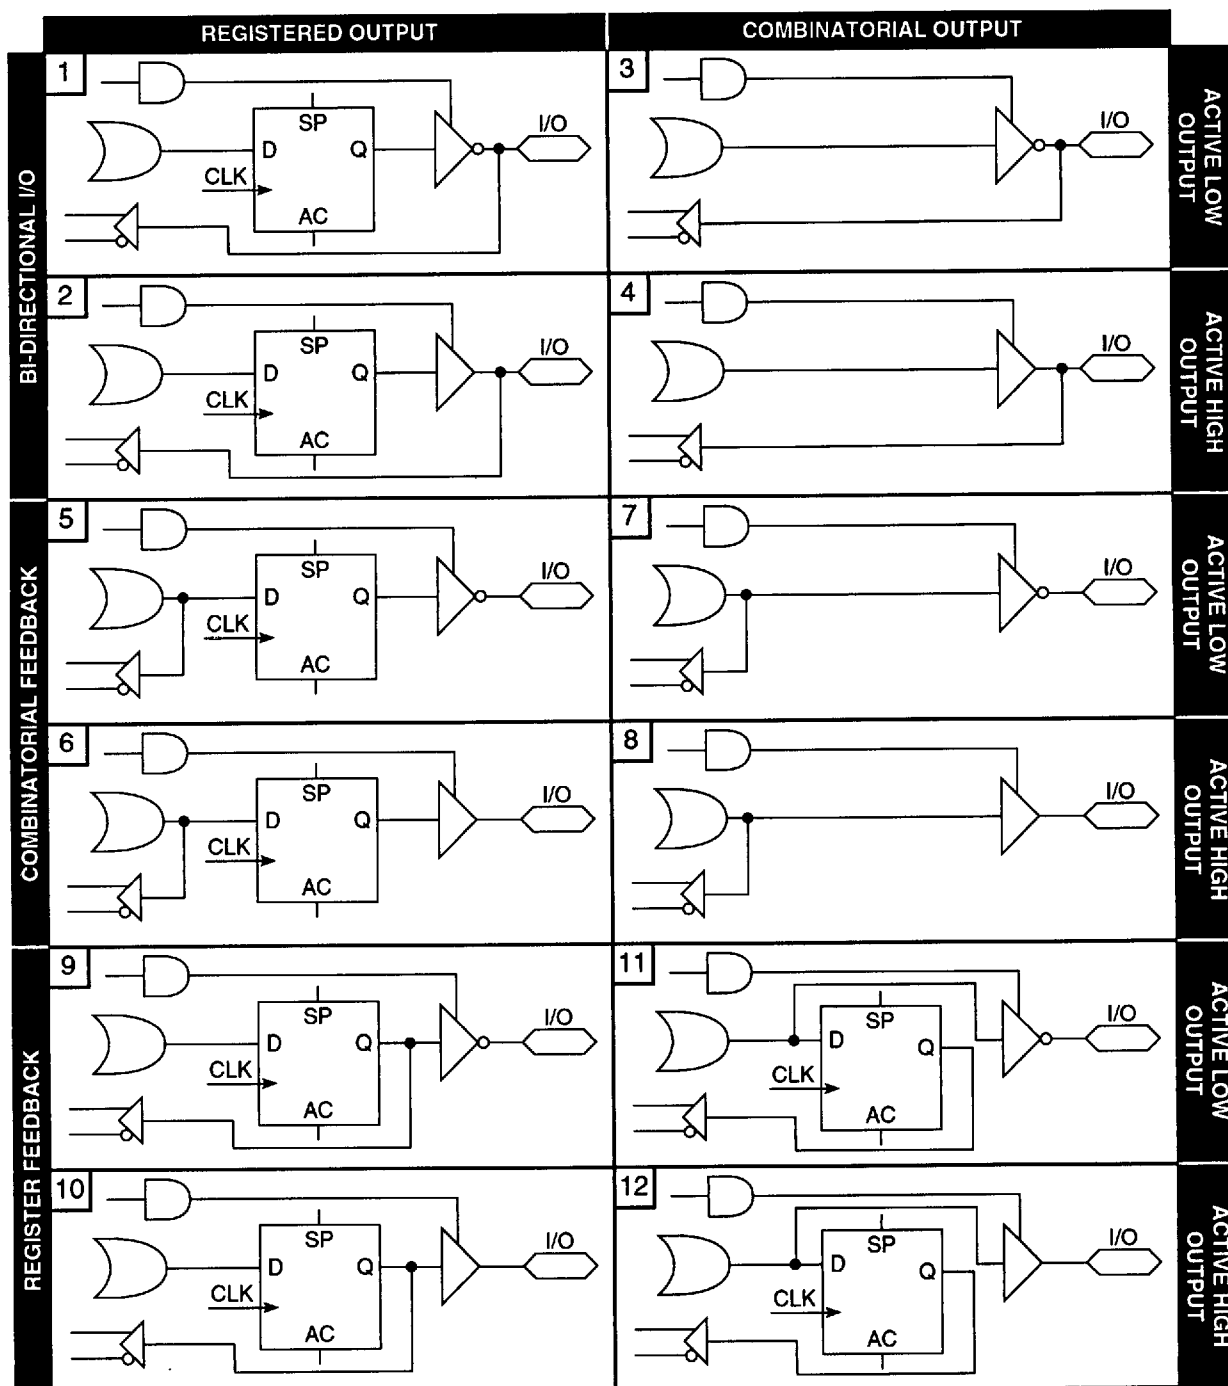 REGISTERED OUTPUT
COMBINATORIAL OUTPUT
BI-DIRECTIONAL I/O
1
SP
D
Q
CLK
AC
I/O
3
I/O
ACTIVE LOW
OUTPUT
2
SP
D
Q
CLK
AC
I/O
4
I/O
ACTIVE HIGH
OUTPUT
COMBINATORIAL FEEDBACK
5
SP
D
Q
CLK
AC
I/O
7
I/O
ACTIVE LOW
OUTPUT
6
SP
D
Q
CLK
AC
I/O
8
I/O
ACTIVE HIGH
OUTPUT
REGISTER FEEDBACK
9
SP
D
Q
CLK
AC
I/O
11
SP
D
Q
CLK
AC
I/O
ACTIVE LOW
OUTPUT
10
SP
D
Q
CLK
AC
I/O
12
SP
D
Q
CLK
AC
I/O
ACTIVE HIGH
OUTPUT